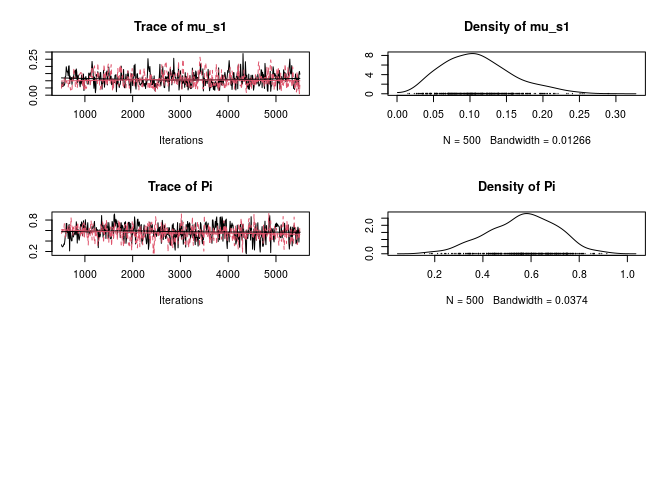 Trace of mu_s1
0.00 0.25
1000 2000 3000 4000 5000
Iterations
Density of mu_s1
0 4 8
0.00 0.05 0.10 0.15 0.20 0.25 0.30
N = 500 Bandwidth = 0.01266
Trace of Pi
0.2 0.8
1000 2000 3000 4000 5000
Iterations
Density of Pi
0.0 2.0
0.2 0.4 0.6 0.8 1.0
N = 500 Bandwidth = 0.0374